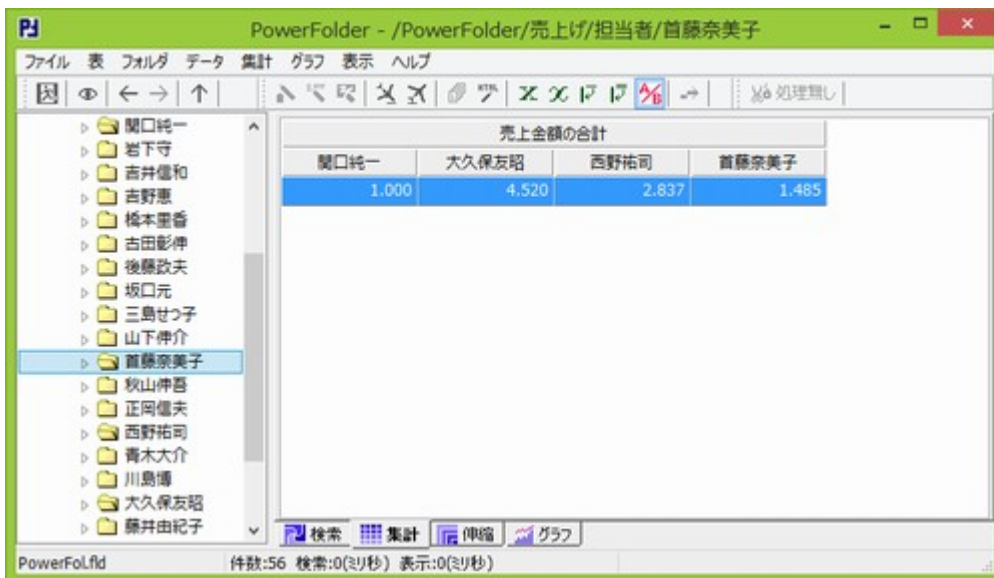 PowerFolder - /PowerFolder/売上げ/担当者/首藤奈美子
ファイル 表 フォルダ データ 集計 グラフ 表示 ヘルプ
処理無し
関口純一
岩下守
吉井信和
吉野恵
橋本里香
古田彰伸
後藤政夫
坂口元
三島せつ子
山下伸介
首藤奈美子
秋山伸吾
正岡信夫
西野祐司
青木大介
川島博
大久保友昭
藤井由紀子
売上金額の合計
関口純一 大久保友昭 西野祐司 首藤奈美子
1.000 4.520 2.837 1.485
検索 集計 伸縮 グラフ
PowerFol.fld 件数:56 検索:0(ミリ秒) 表示:0(ミリ秒)